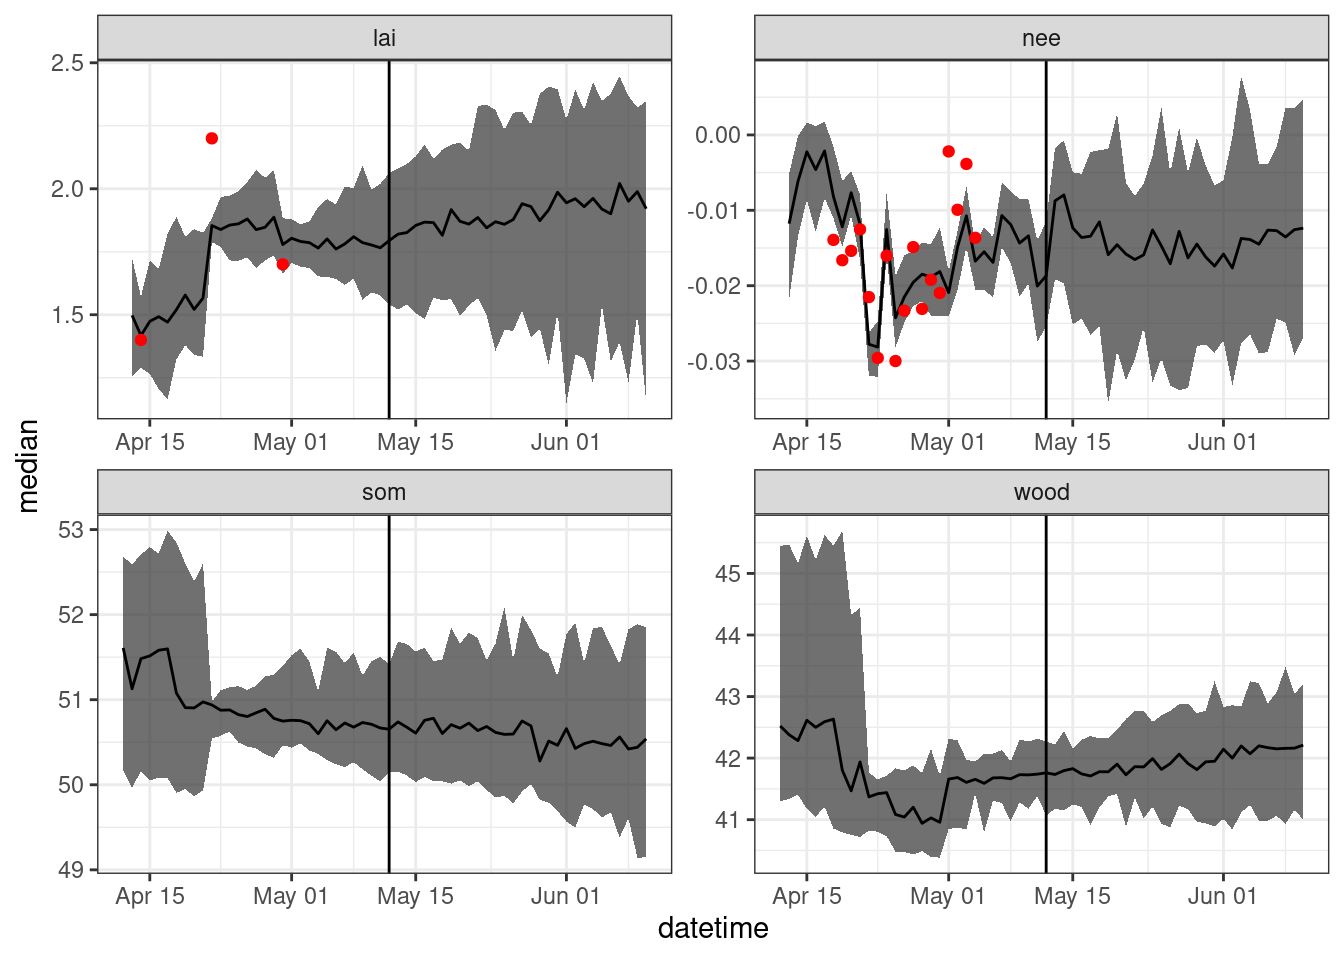 lai
nee
2.5
2.0
1.5
0.00
-0.01
-0.02
-0.03
Apr 15 May 01 May 15 Jun 01
Apr 15 May 01 May 15 Jun 01
median
som
wood
53
52
51
50
49
45
44
43
42
41
Apr 15 May 01 May 15 Jun 01
Apr 15 May 01 May 15 Jun 01
datetime